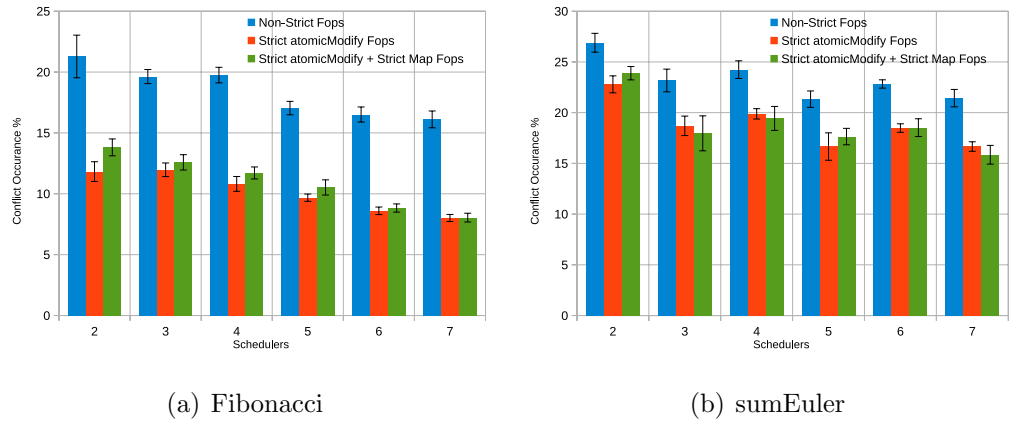 25
20
15
10
5
0
Conflict Occurance %
Non-Strict Fops
Strict atomicModify Fops
Strict atomicModify + Strict Map Fops
2 3 4 5 6 7
Schedulers
(a) Fibonacci
30
25
20
15
10
5
0
Conflict Occurance %
Non-Strict Fops
Strict atomicModify Fops
Strict atomicModify + Strict Map Fops
2 3 4 5 6 7
Schedulers
(b) sumEuler